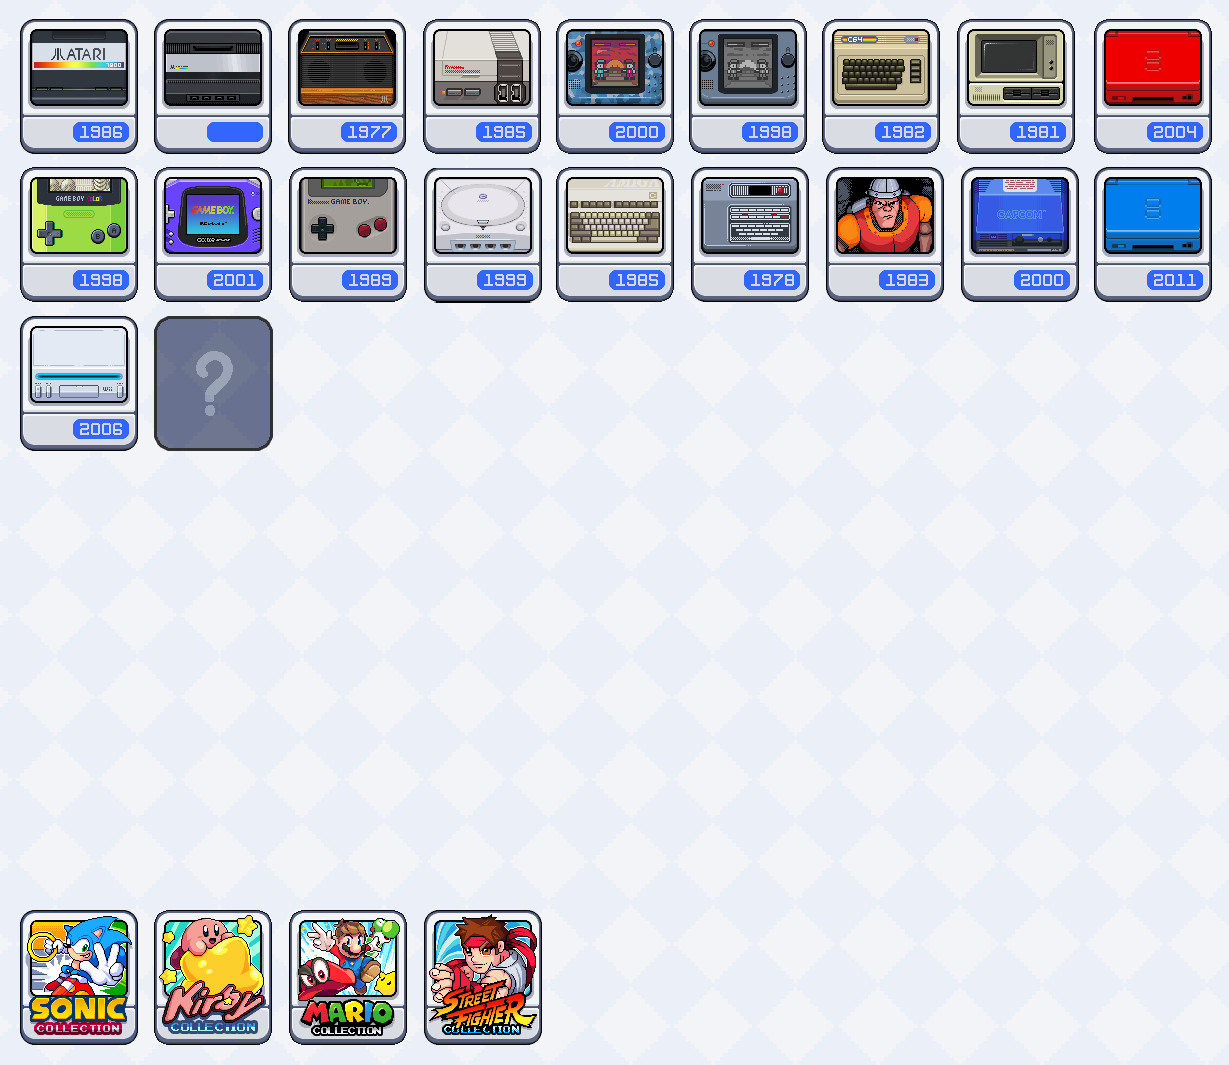 ATARI
7800
1986
1977
1985
2000
1998
C64
1982
1981
2004
GAME BOY COLOR
1998
GAME BOY.
2001
GAME BOY.
1989
1999
1985
1978
1983
CAPCOM
2000
2011
Wii
2006
?
SONIC
COLLECTION
Kirby
COLLECTION
MARIO
COLLECTION
STREET
FIGHTER
COLLECTION